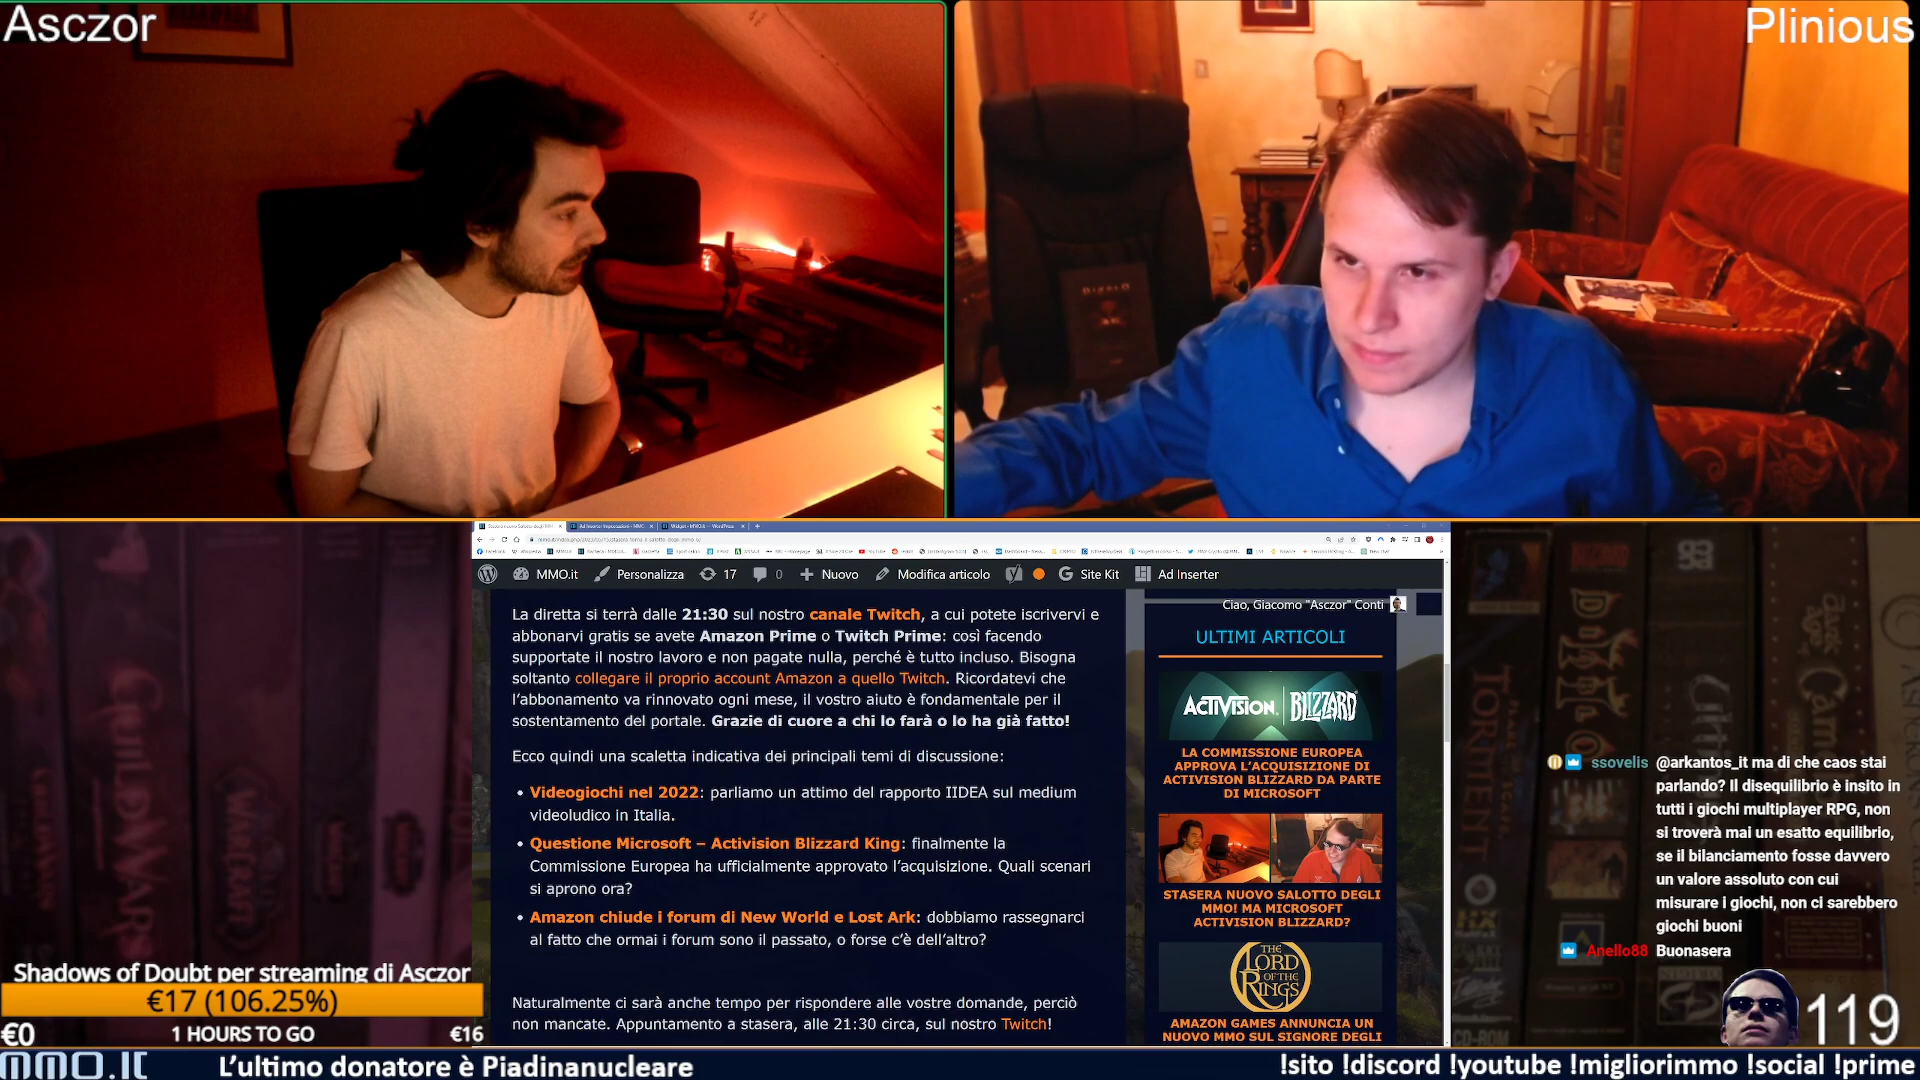 Asczor
Plinious
DIABLO
MMO.it
Personalizza
17
0
Nuovo
Modifica articolo
Site Kit
Ad Inserter
Ciao, Giacomo "Asczor" Conti
La diretta si terrà dalle 21:30 sul nostro canale Twitch, a cui potete iscrivervi e
abbonarvi gratis se avete Amazon Prime o Twitch Prime: così facendo
supportate il nostro lavoro e non pagate nulla, perché è tutto incluso. Bisogna
soltanto collegare il proprio account Amazon a quello Twitch. Ricordatevi che
l'abbonamento va rinnovato ogni mese, il vostro aiuto è fondamentale per il
sostentamento del portale. Grazie di cuore a chi lo farà o lo ha già fatto!
Ecco quindi una scaletta indicativa dei principali temi di discussione:
• Videogiochi nel 2022: parliamo un attimo del rapporto IIDEA sul medium
videoludico in Italia.
• Questione Microsoft – Activision Blizzard King: finalmente la
Commissione Europea ha ufficialmente approvato l'acquisizione. Quali scenari
si aprono ora?
• Amazon chiude i forum di New World e Lost Ark: dobbiamo rassegnarci
al fatto che ormai i forum sono il passato, o forse c'è dell'altro?
Naturalmente ci sarà anche tempo per rispondere alle vostre domande, perciò
non mancate. Appuntamento a stasera, alle 21:30 circa, sul nostro Twitch!
ULTIMI ARTICOLI
ACTIVISION | BLIZZARD
LA COMMISSIONE EUROPEA
APPROVA L'ACQUISIZIONE DI
ACTIVISION BLIZZARD DA PARTE
DI MICROSOFT
STASERA NUOVO SALOTTO DEGLI
MMO! MA MICROSOFT
ACTIVISION BLIZZARD?
THE
LORD
OF THE
RINGS
AMAZON GAMES ANNUNCIA UN
NUOVO MMO SUL SIGNORE DEGLI
GUILDWARS
WARCRAFT
TORMENT
CD-ROM
ssovelis @arkantos_it ma di che caos stai
parlando? Il disequilibrio è insito in
tutti i giochi multiplayer RPG, non
si troverà mai un esatto equilibrio,
se il bilanciamento fosse davvero
un valore assoluto con cui
misurare i giochi, non ci sarebbero
giochi buoni
Anello88 Buonasera
119
Shadows of Doubt per streaming di Asczor
€17 (106.25%)
€0
1 HOURS TO GO
€16
MMO.IT
L'ultimo donatore è Piadinanucleare
!sito !discord !youtube !migliorimmo !social !prime